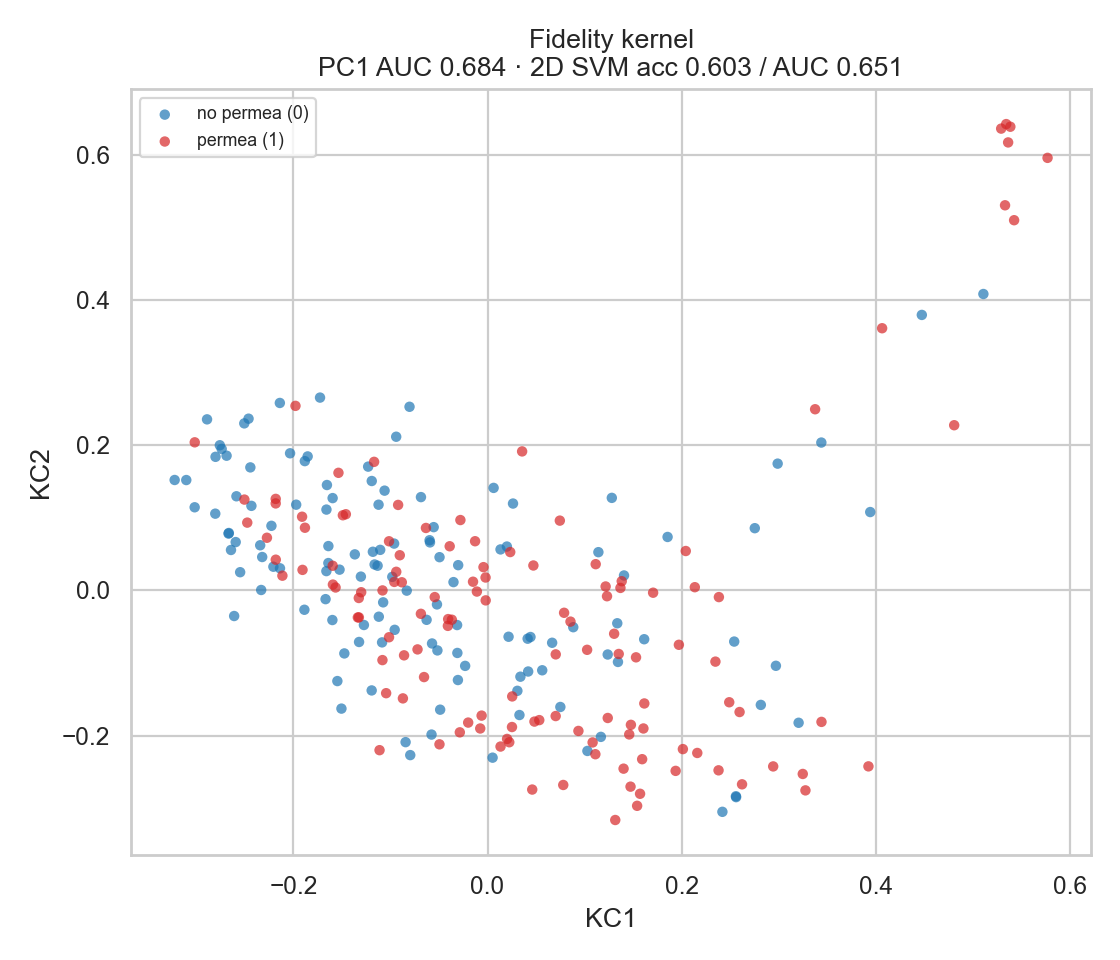 Fidelity kernel
PC1 AUC 0.684 · 2D SVM acc 0.603 / AUC 0.651
no permea (0)
permea (1)
0.6
0.4
0.2
0.0
−0.2
KC2
−0.2
0.0
0.2
0.4
0.6
KC1